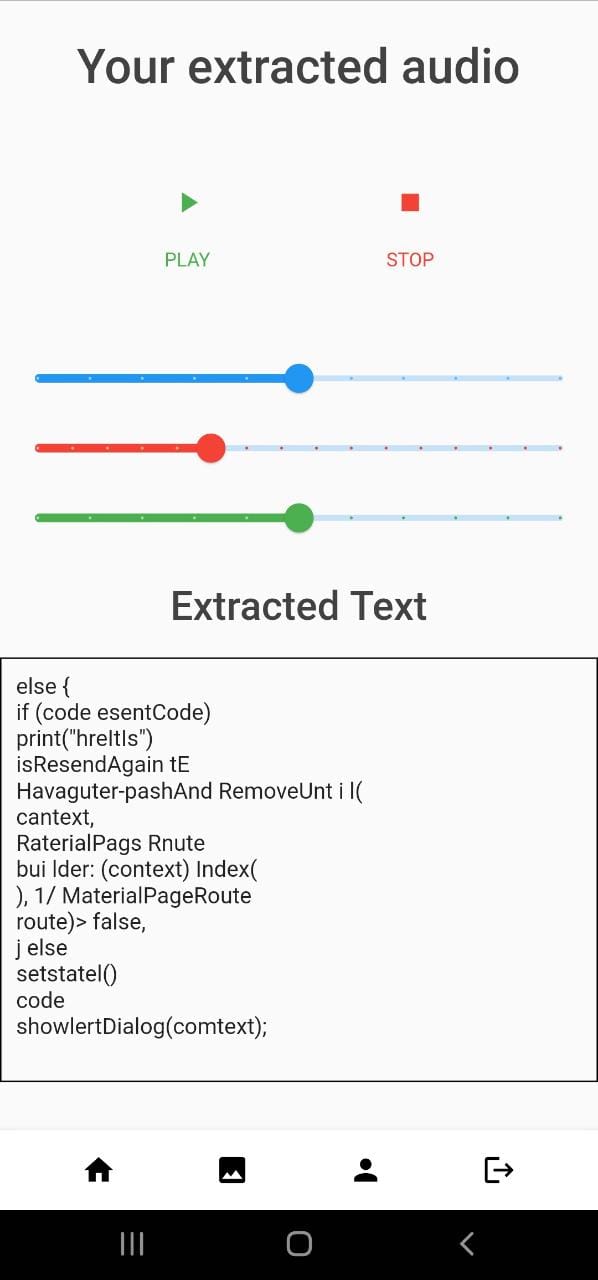 Your extracted audio
PLAY
STOP
Extracted Text
else {
if (code esentCode)
print("hreItIs")
isResendAgain tE
Havaguter-pashAnd RemoveUnt i l(
cantext,
RaterialPags Rnute
bui lder: (context) Index(
), 1/ MaterialPageRoute
route)> false,
j else
setstatel()
code
showlertDialog(comtext);